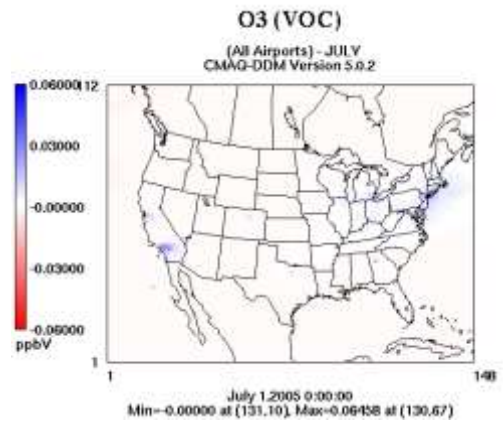 O3 (VOC)
(All Airports) - JULY
CMAQ-DDM Version 5.0.2
0.06000
0.03000
-0.00000
-0.03000
-0.06000
ppbV
112
1
1
148
July 1,2005 0:00:00
Min=-0.00000 at (131,10), Max=0.06458 at (130,67)